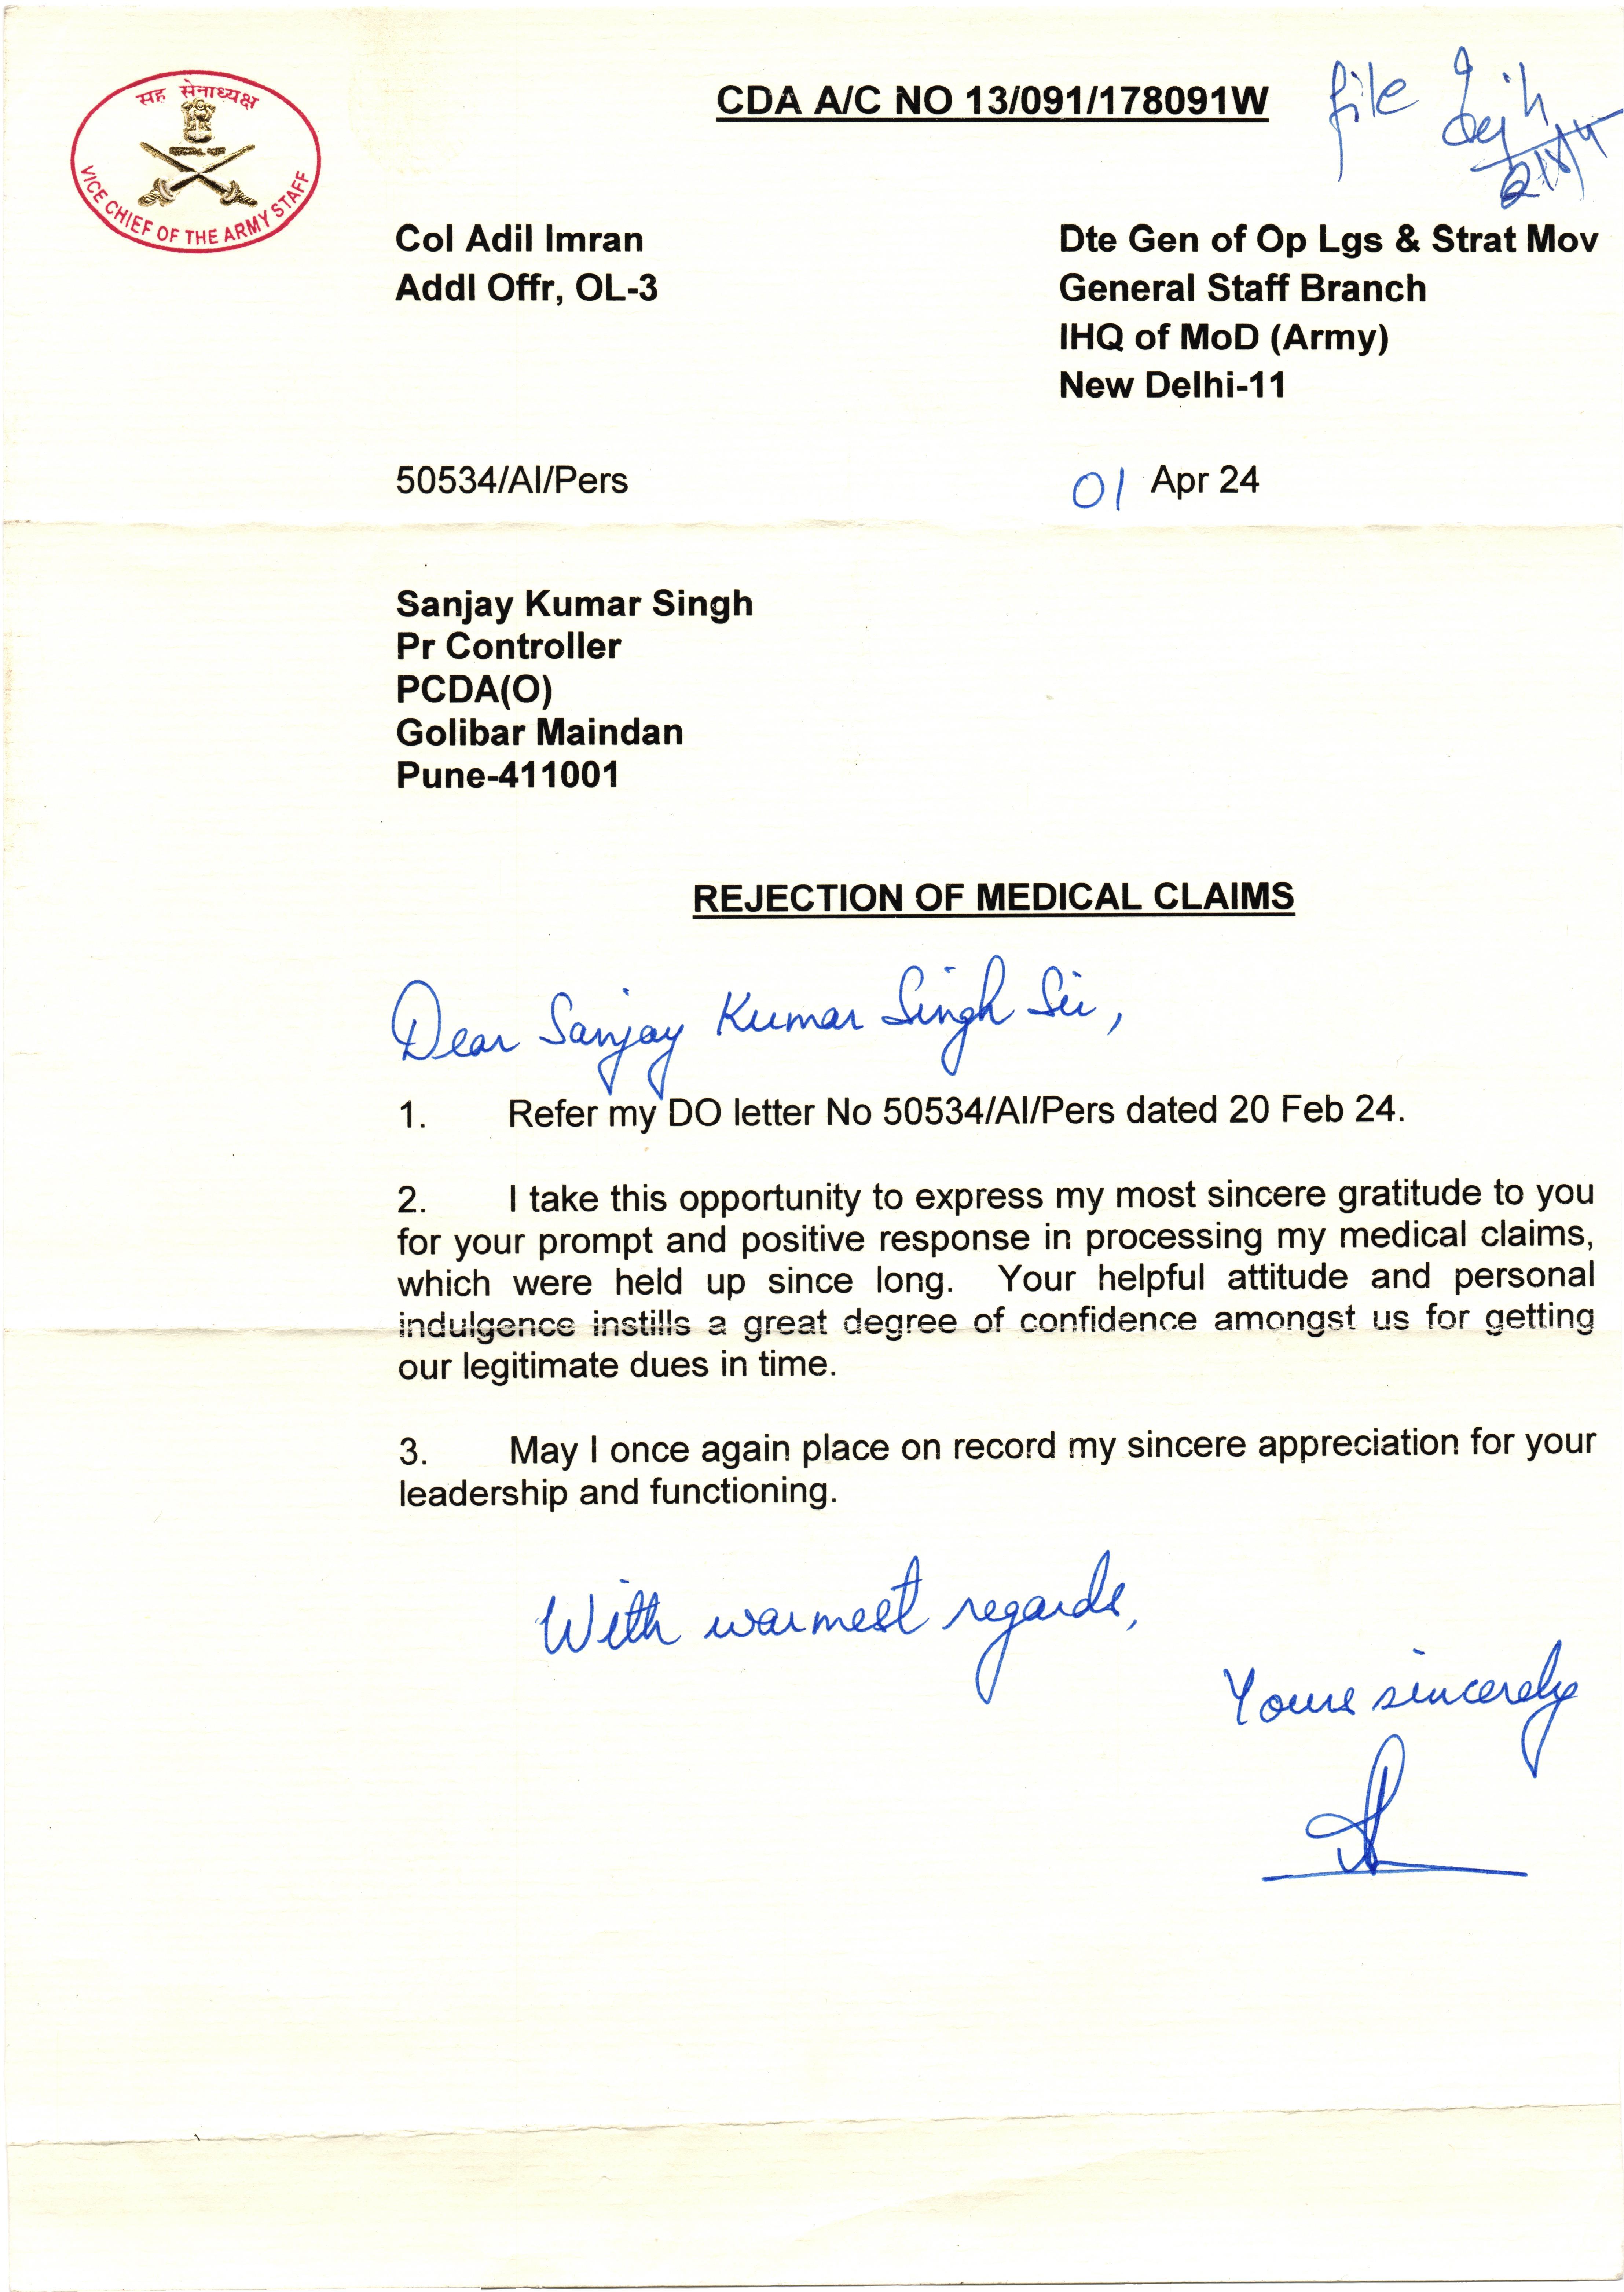 सह सेनाध्यक्ष
VICE CHIEF OF THE ARMY STAFF
CDA A/C NO 13/091/178091W
file
Col Adil Imran
Addl Offr, OL-3
Dte Gen of Op Lgs & Strat Mov
General Staff Branch
IHQ of MoD (Army)
New Delhi-11
50534/AI/Pers
01 Apr 24
Sanjay Kumar Singh
Pr Controller
PCDA(O)
Golibar Maindan
Pune-411001
REJECTION OF MEDICAL CLAIMS
Dear Sanjay Kumar Singh Sir,
1. Refer my DO letter No 50534/AI/Pers dated 20 Feb 24.
2. I take this opportunity to express my most sincere gratitude to you
for your prompt and positive response in processing my medical claims,
which were held up since long. Your helpful attitude and personal
indulgence instills a great degree of confidence amongst us for getting
our legitimate dues in time.
3. May I once again place on record my sincere appreciation for your
leadership and functioning.
With warmest regards,
Yours sincerely